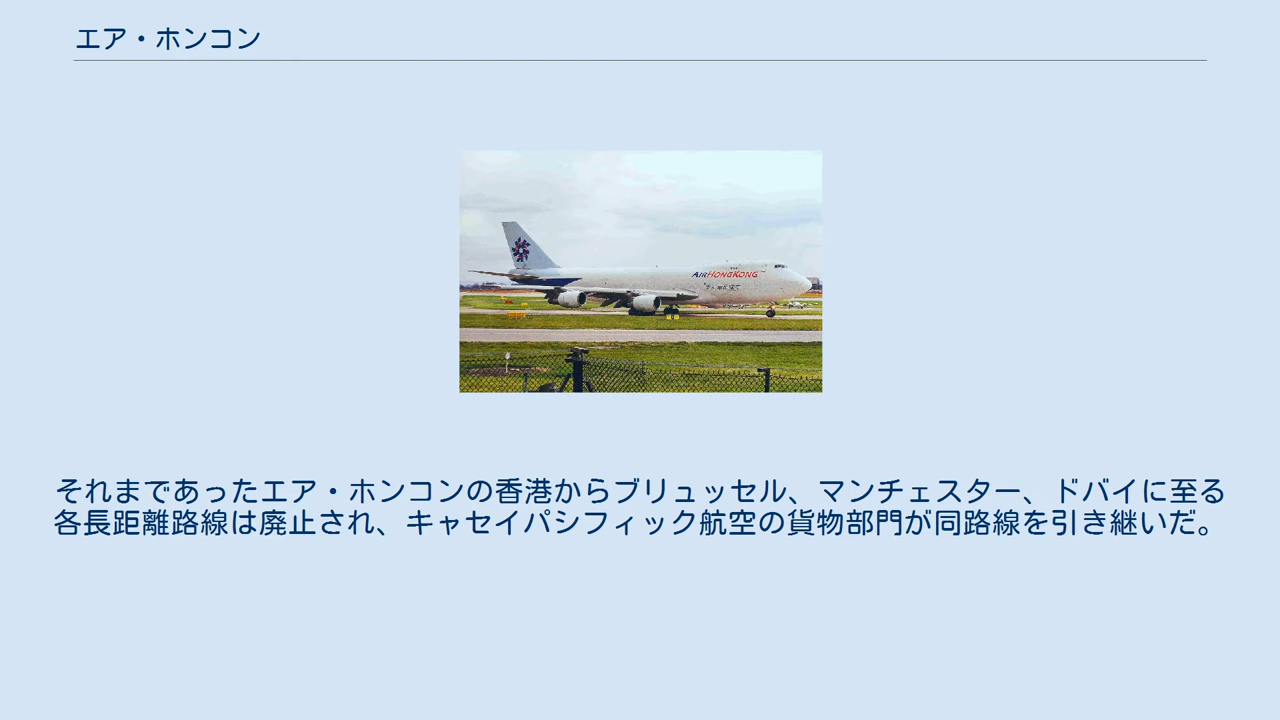 エア・ホンコン
AIRHONGKONG
それまであったエア・ホンコンの香港からブリュッセル、マンチェスター、ドバイに至る
各長距離路線は廃止され、キャセイパシフィック航空の貨物部門が同路線を引き継いだ。